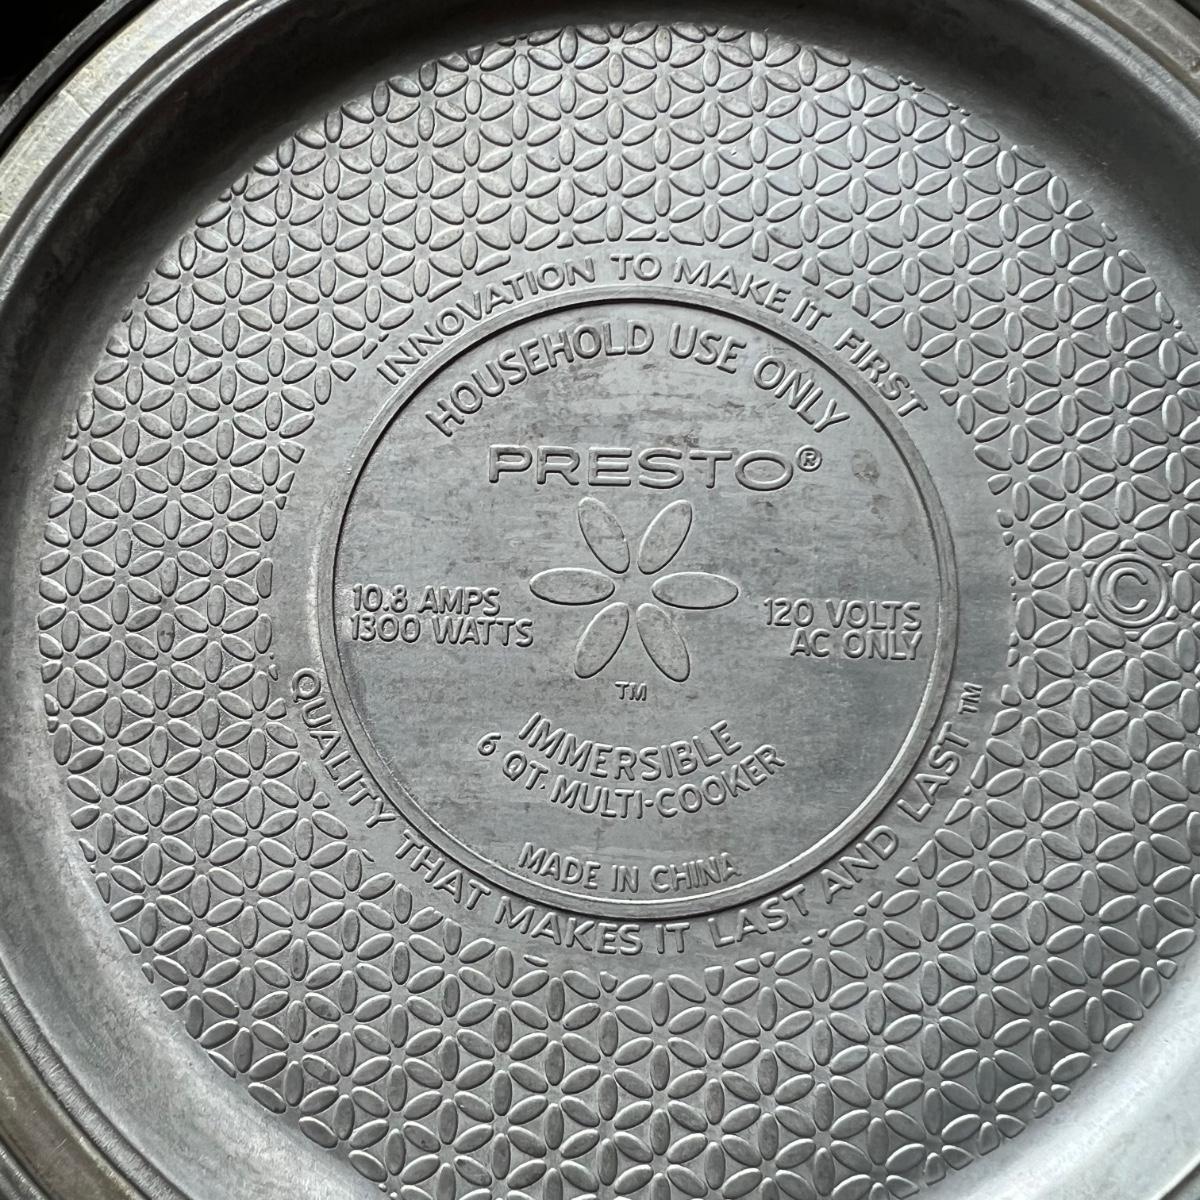 INNOVATION TO MAKE IT FIRST
HOUSEHOLD USE ONLY
PRESTO®
10.8 AMPS
1300 WATTS
120 VOLTS
AC ONLY
™
IMMERSIBLE
6 QT. MULTI-COOKER
MADE IN CHINA
QUALITY THAT MAKES IT LAST AND LAST™
©